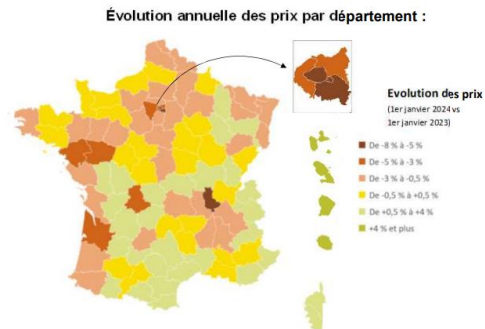 Évolution annuelle des prix par département :
Evolution des prix
(1er janvier 2024 vs
1er janvier 2023)
De -8 % à -5 %
De -5 % à -3 %
De -3 % à -0,5 %
De -0,5 % à +0,5 %
De +0,5 % à +4 %
+4 % et plus